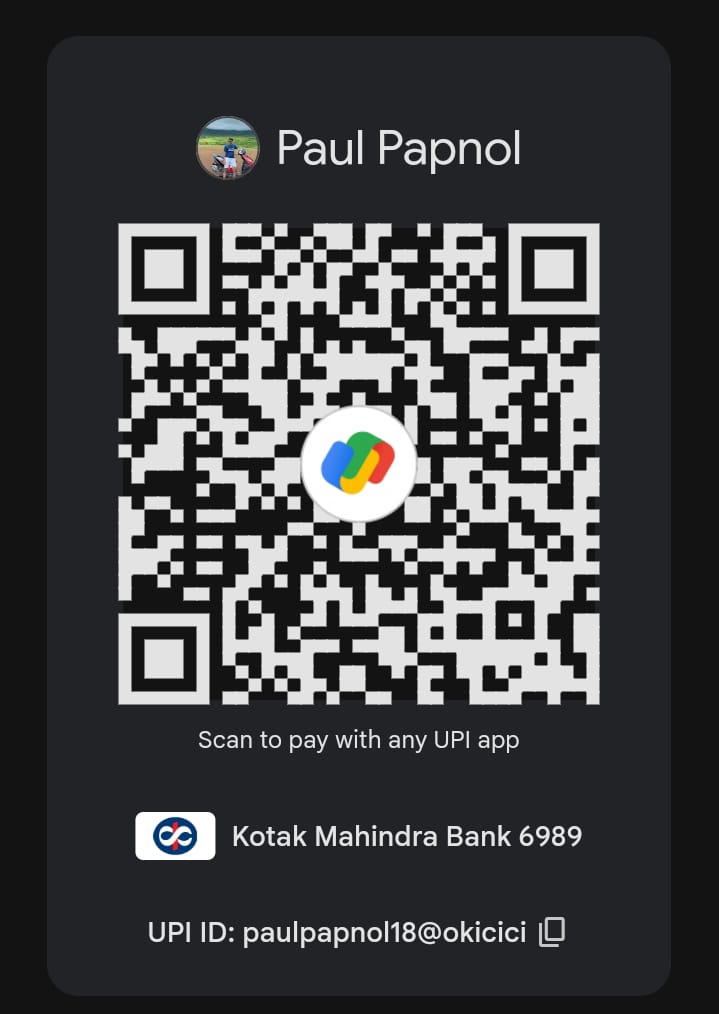 Paul Papnol
Scan to pay with any UPI app
Kotak Mahindra Bank 6989
UPI ID: paulpapnol18@okicici